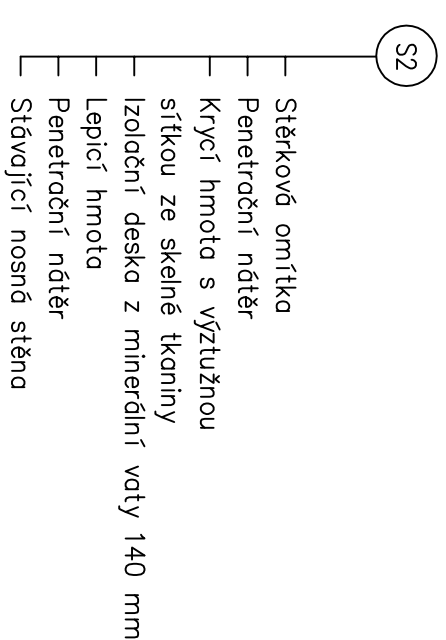 S2
Stěrková omítka
Penetrační nátěr
Krycí hmota s výztužnou
síťkou ze skelné tkaniny
Izolační deska z minerální vaty 140 mm
Lepicí hmota
Penetrační nátěr
Stávající nosná stěna